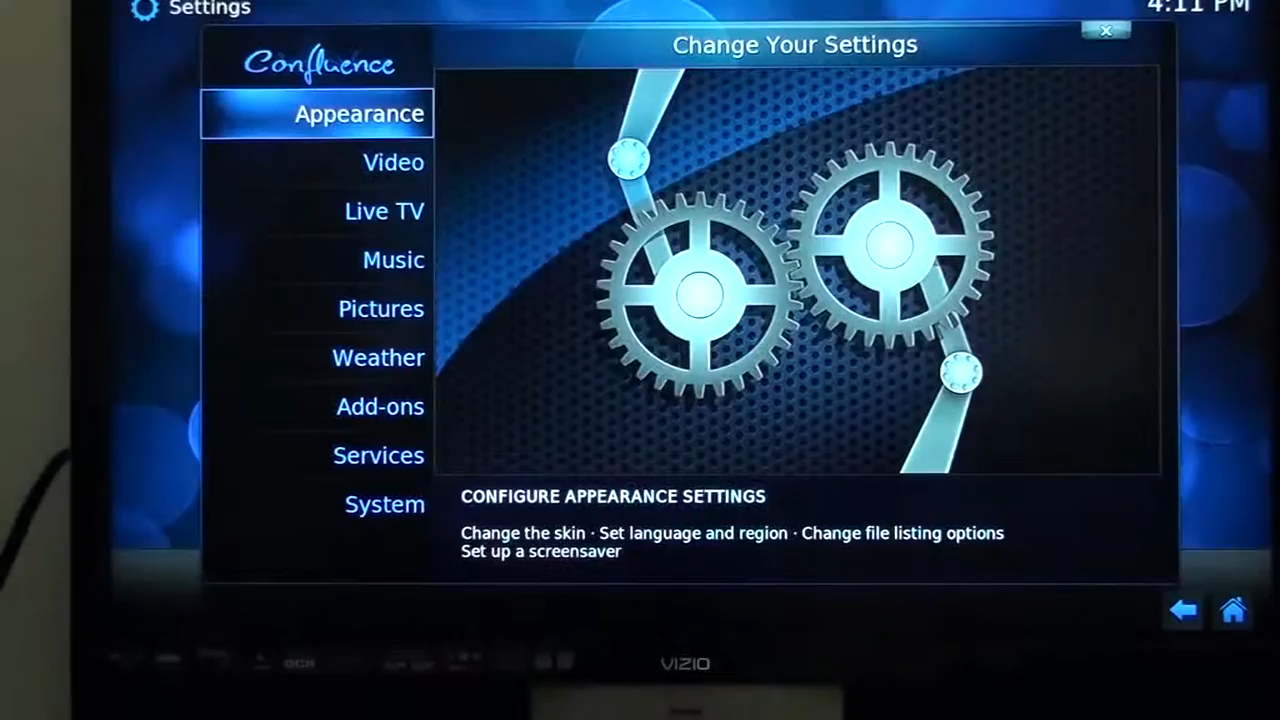 Settings
4:11 PM
Confluence
Change Your Settings
Appearance
Video
Live TV
Music
Pictures
Weather
Add-ons
Services
System
CONFIGURE APPEARANCE SETTINGS
Change the skin · Set language and region · Change file listing options
Set up a screensaver
VIZIO